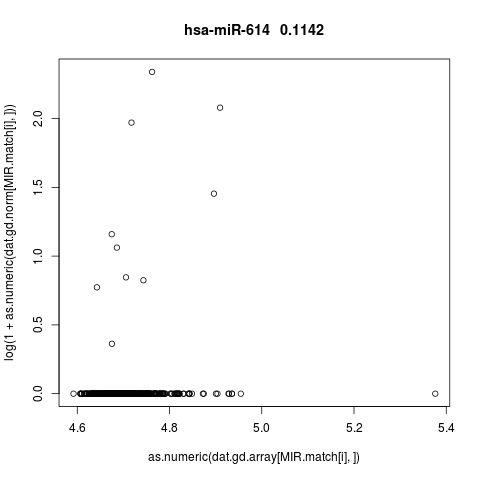 hsa-miR-614 0.1142
log(1 + as.numeric(dat.gd.norm[MIR.match[i], ]))
2.0
1.5
1.0
0.5
0.0
4.6 4.8 5.0 5.2 5.4
as.numeric(dat.gd.array[MIR.match[i], ])